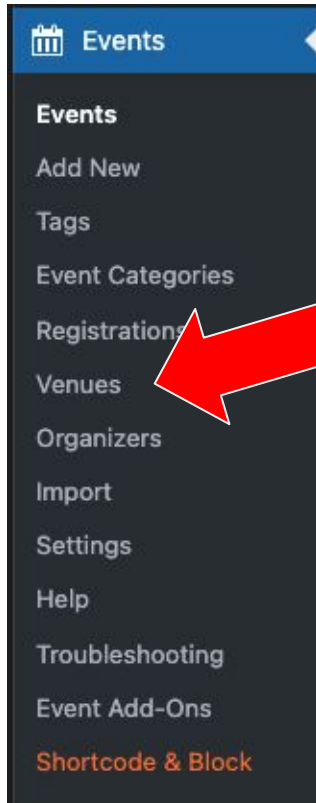 Events
Events
Add New
Tags
Event Categories
Registrations
Venues
Organizers
Import
Settings
Help
Troubleshooting
Event Add-Ons
Shortcode & Block